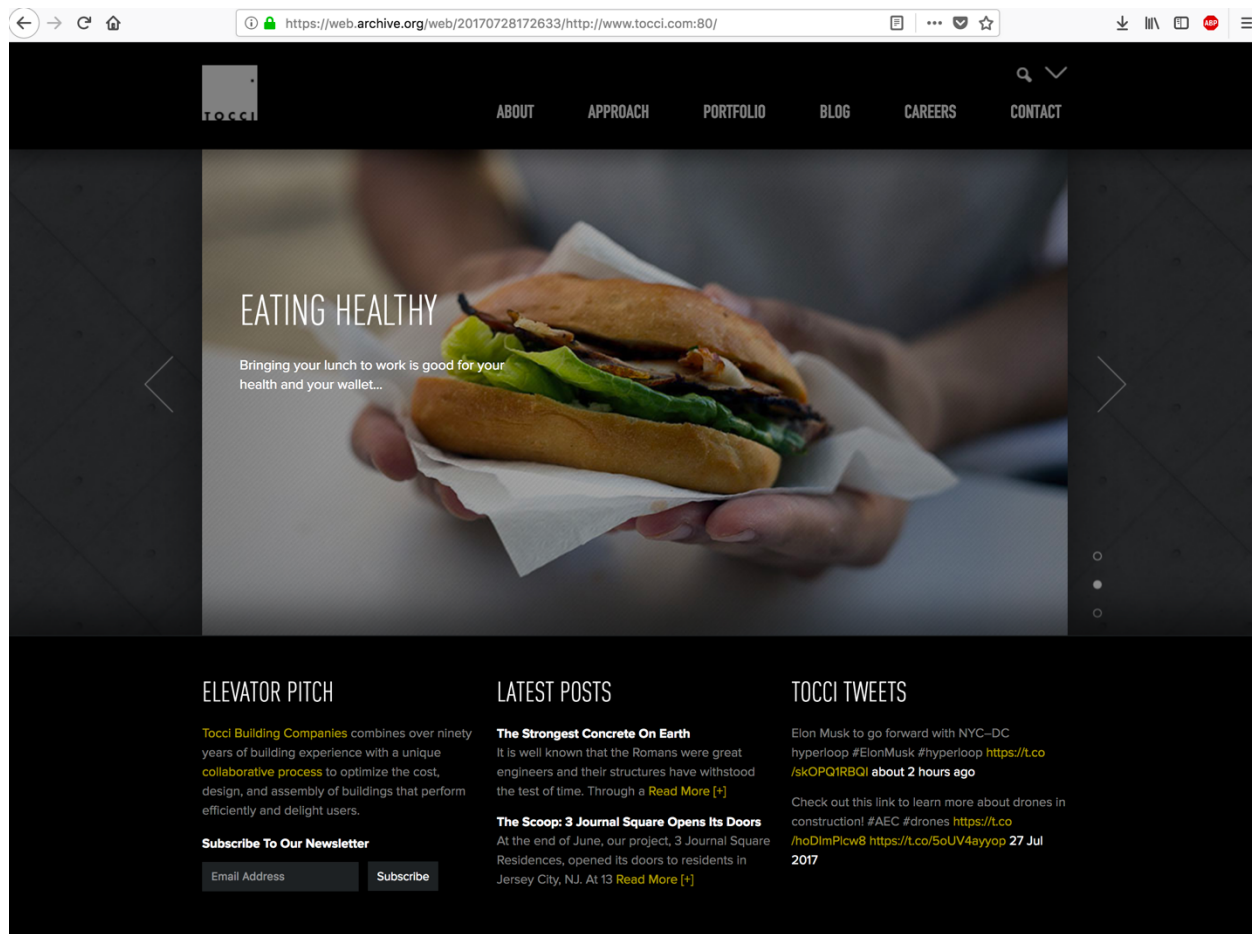 https://web.archive.org/web/20170728172633/http://www.tocci.com:80/
ABP
TOCCI
ABOUT
APPROACH
PORTFOLIO
BLOG
CAREERS
CONTACT
EATING HEALTHY
Bringing your lunch to work is good for your
health and your wallet...
ELEVATOR PITCH
Tocci Building Companies combines over ninety
years of building experience with a unique
collaborative process to optimize the cost,
design, and assembly of buildings that perform
efficiently and delight users.
Subscribe To Our Newsletter
Email Address
Subscribe
LATEST POSTS
The Strongest Concrete On Earth
It is well known that the Romans were great
engineers and their structures have withstood
the test of time. Through a Read More [+]
The Scoop: 3 Journal Square Opens Its Doors
At the end of June, our project, 3 Journal Square
Residences, opened its doors to residents in
Jersey City, NJ. At 13 Read More [+]
TOCCI TWEETS
Elon Musk to go forward with NYC–DC
hyperloop #ElonMusk #hyperloop https://t.co
/skOPQ1RBQI about 2 hours ago
Check out this link to learn more about drones in
construction! #AEC #drones https://t.co
/hoDImPlcw8 https://t.co/5oUV4ayyop 27 Jul
2017